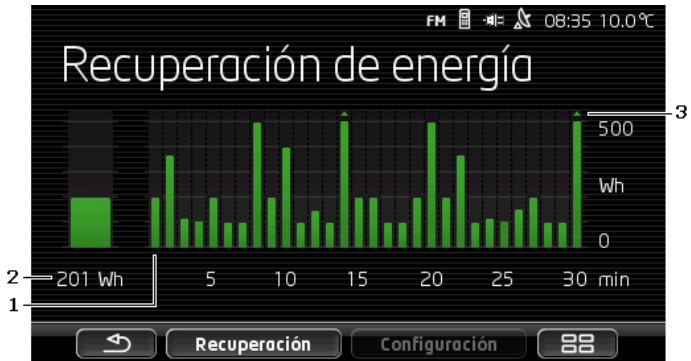 FM 08:35 10.0°C
Recuperación de energía
3
500
Wh
0
2 201 Wh 5 10 15 20 25 30 min
1
Recuperación Configuración